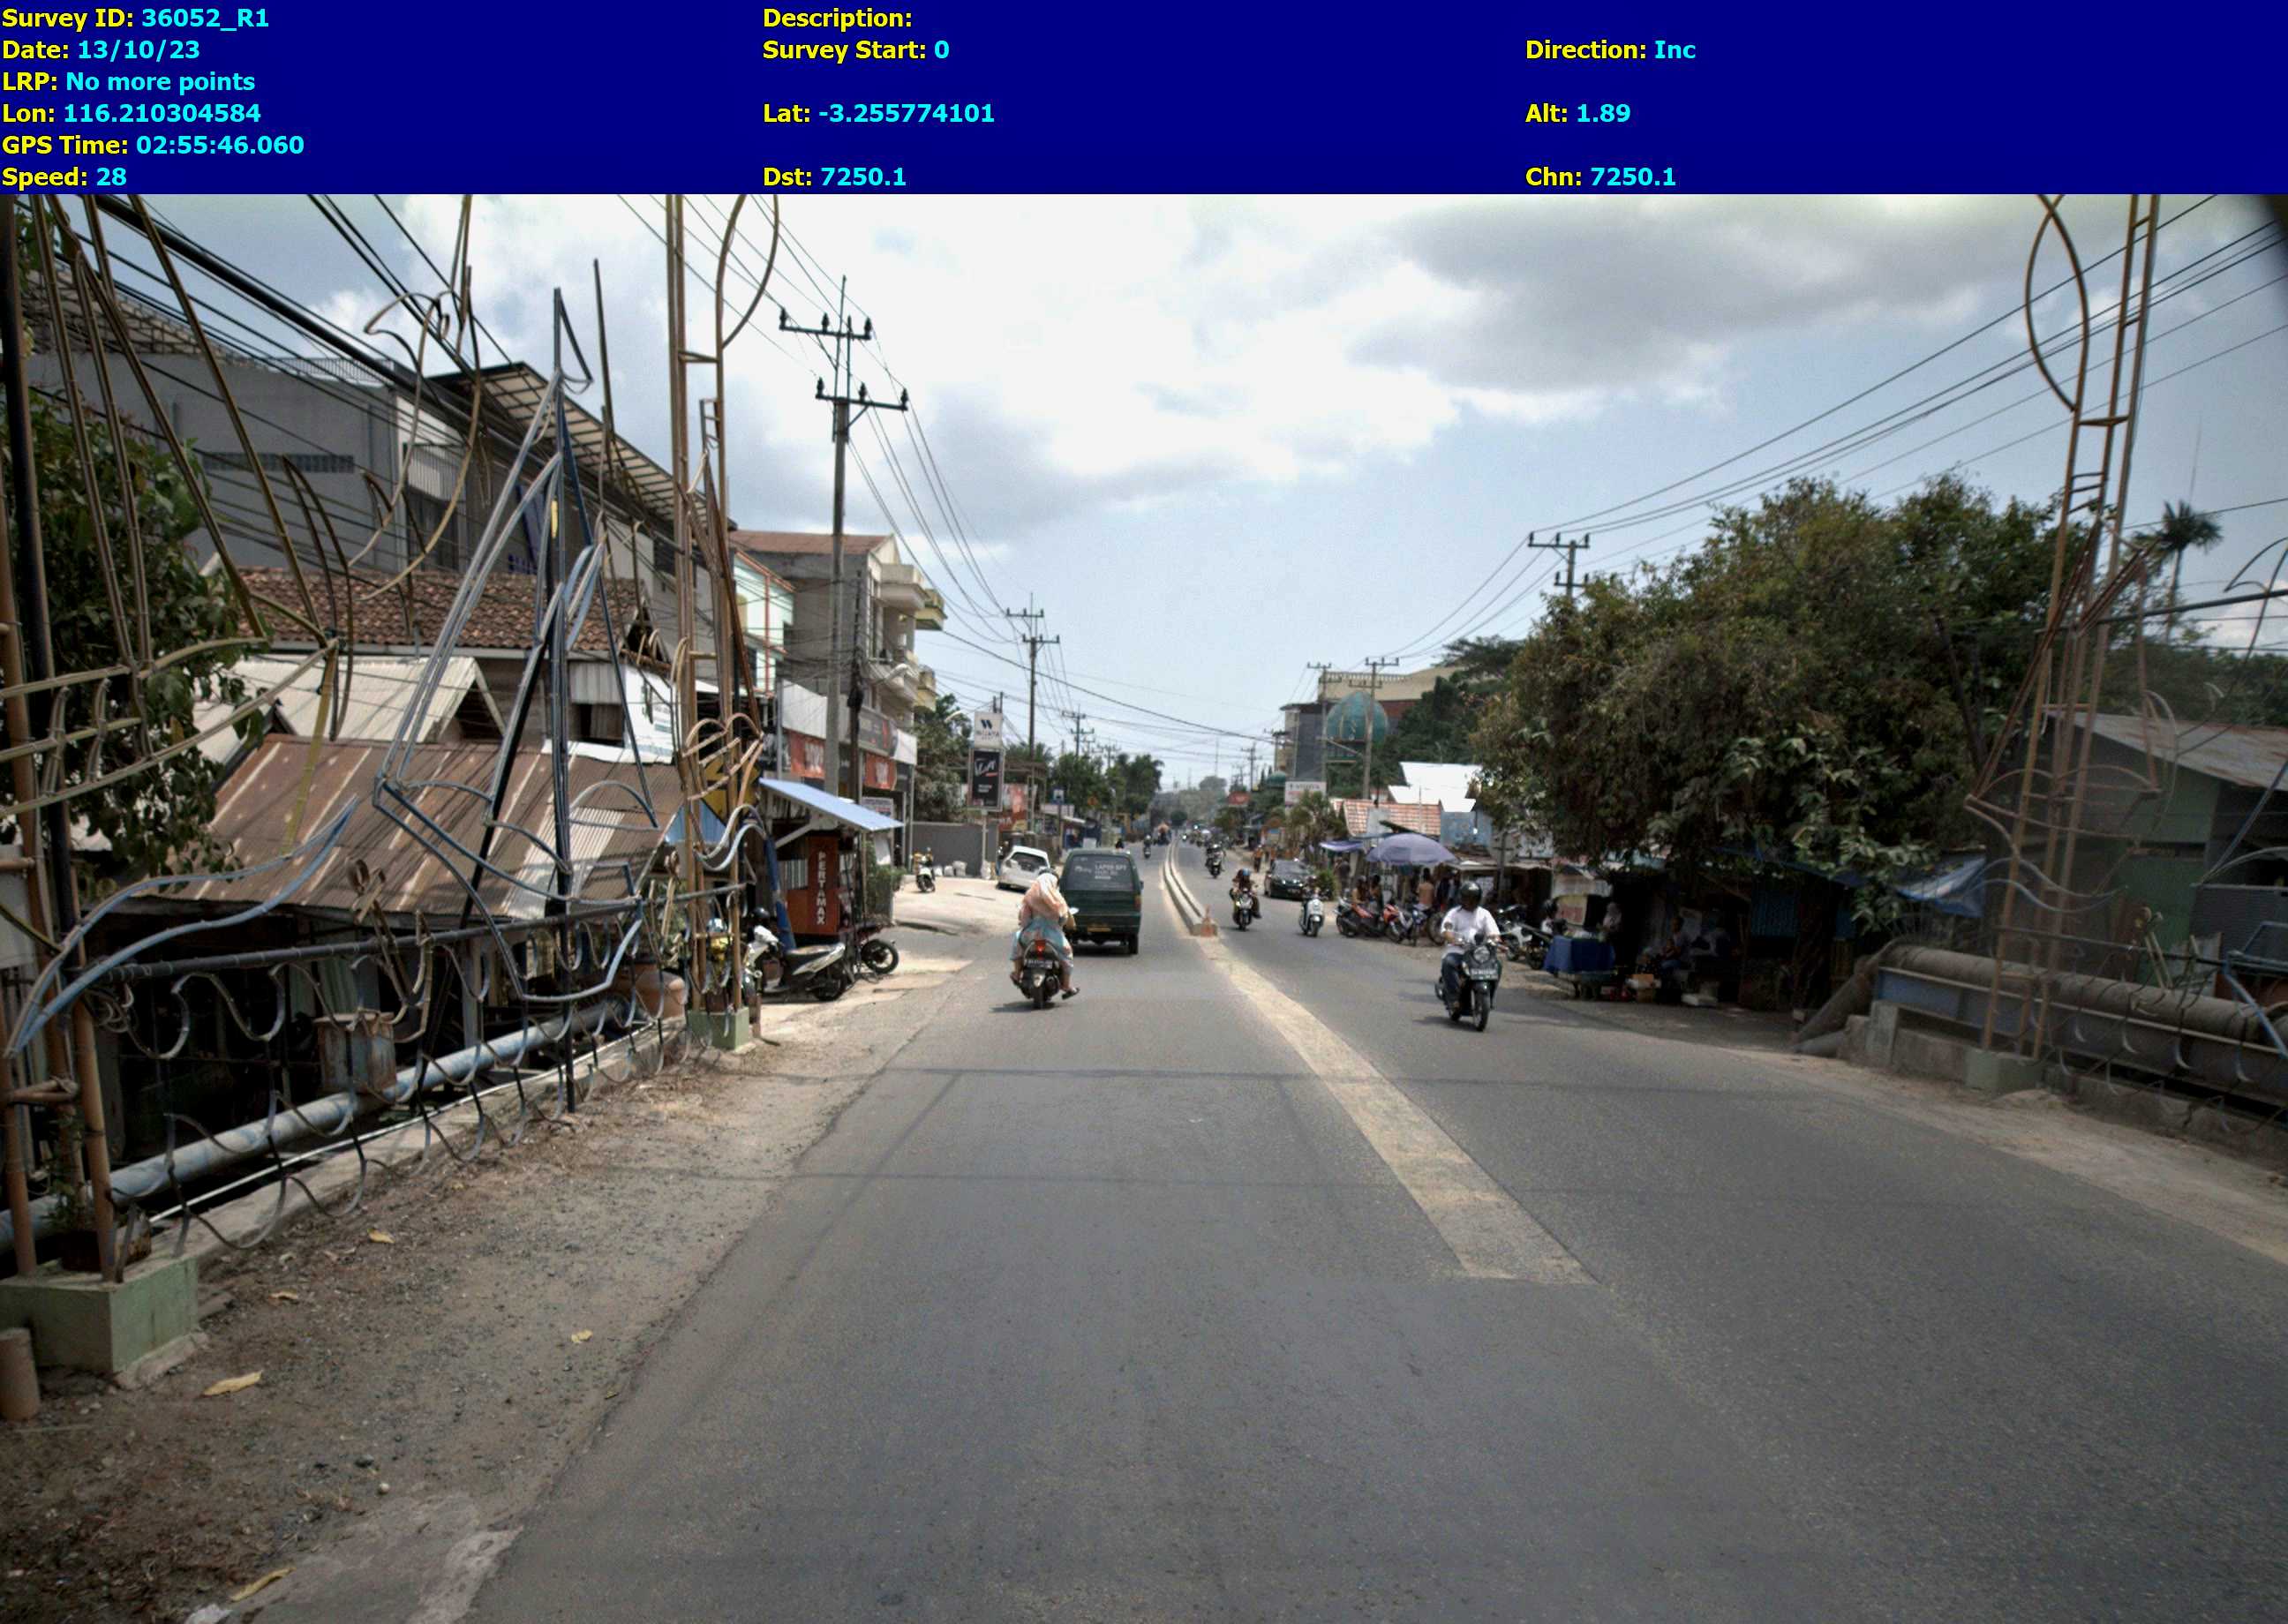 Survey ID: 36052_R1
Description:
Date: 13/10/23
Survey Start: 0
Direction: Inc
LRP: No more points
Lon: 116.210304584
Lat: -3.255774101
Alt: 1.89
GPS Time: 02:55:46.060
Speed: 28
Dst: 7250.1
Chn: 7250.1
PERTAMAX